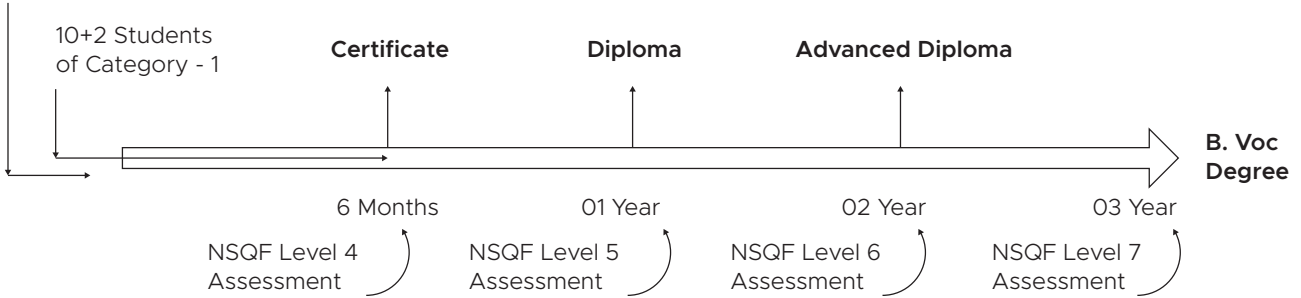 10+2 Students
of Category - 1
Certificate
Diploma
Advanced Diploma
B. Voc
Degree
6 Months
01 Year
02 Year
03 Year
NSQF Level 4
Assessment
NSQF Level 5
Assessment
NSQF Level 6
Assessment
NSQF Level 7
Assessment